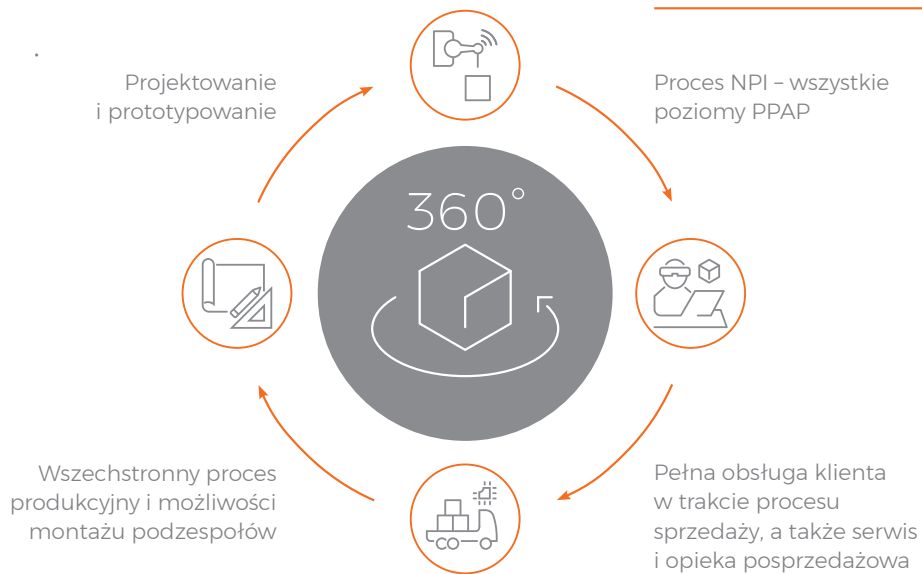 Projektowanie
i prototypowanie
Proces NPI – wszystkie
poziomy PPAP
360°
Wszechstronny proces
produkcyjny i możliwości
montażu podzespołów
Pełna obsługa klienta
w trakcie procesu
sprzedaży, a także serwis
i opieka posprzedażowa